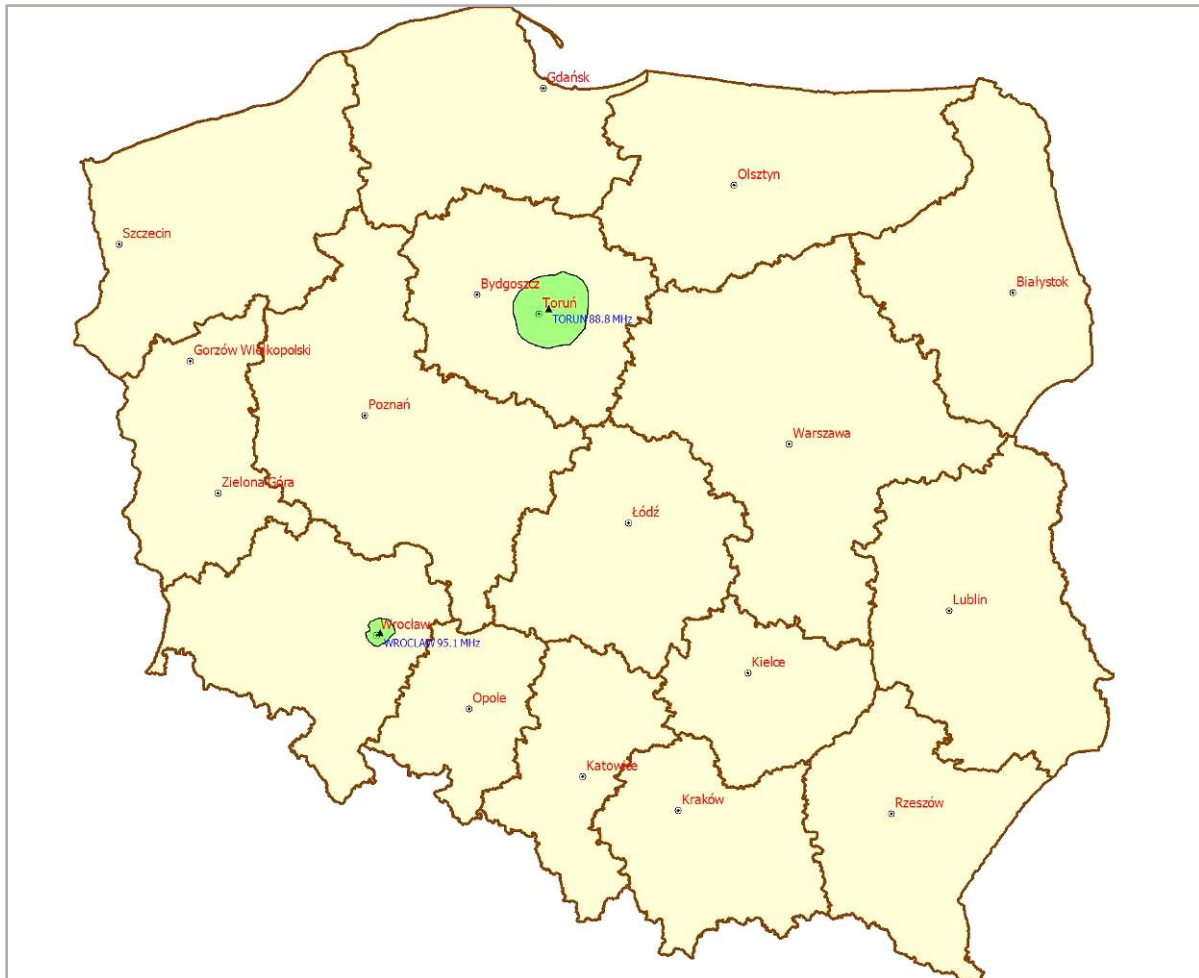 Gdańsk
Olsztyn
Szczecin
Białystok
Bydgoszcz
Toruń
TORUN 88.8 MHz
Gorzów Wielkopolski
Poznań
Warszawa
Zielona Góra
Łódź
Lublin
Wrocław
WROCLAW 95.1 MHz
Kielce
Opole
Katowice
Kraków
Rzeszów